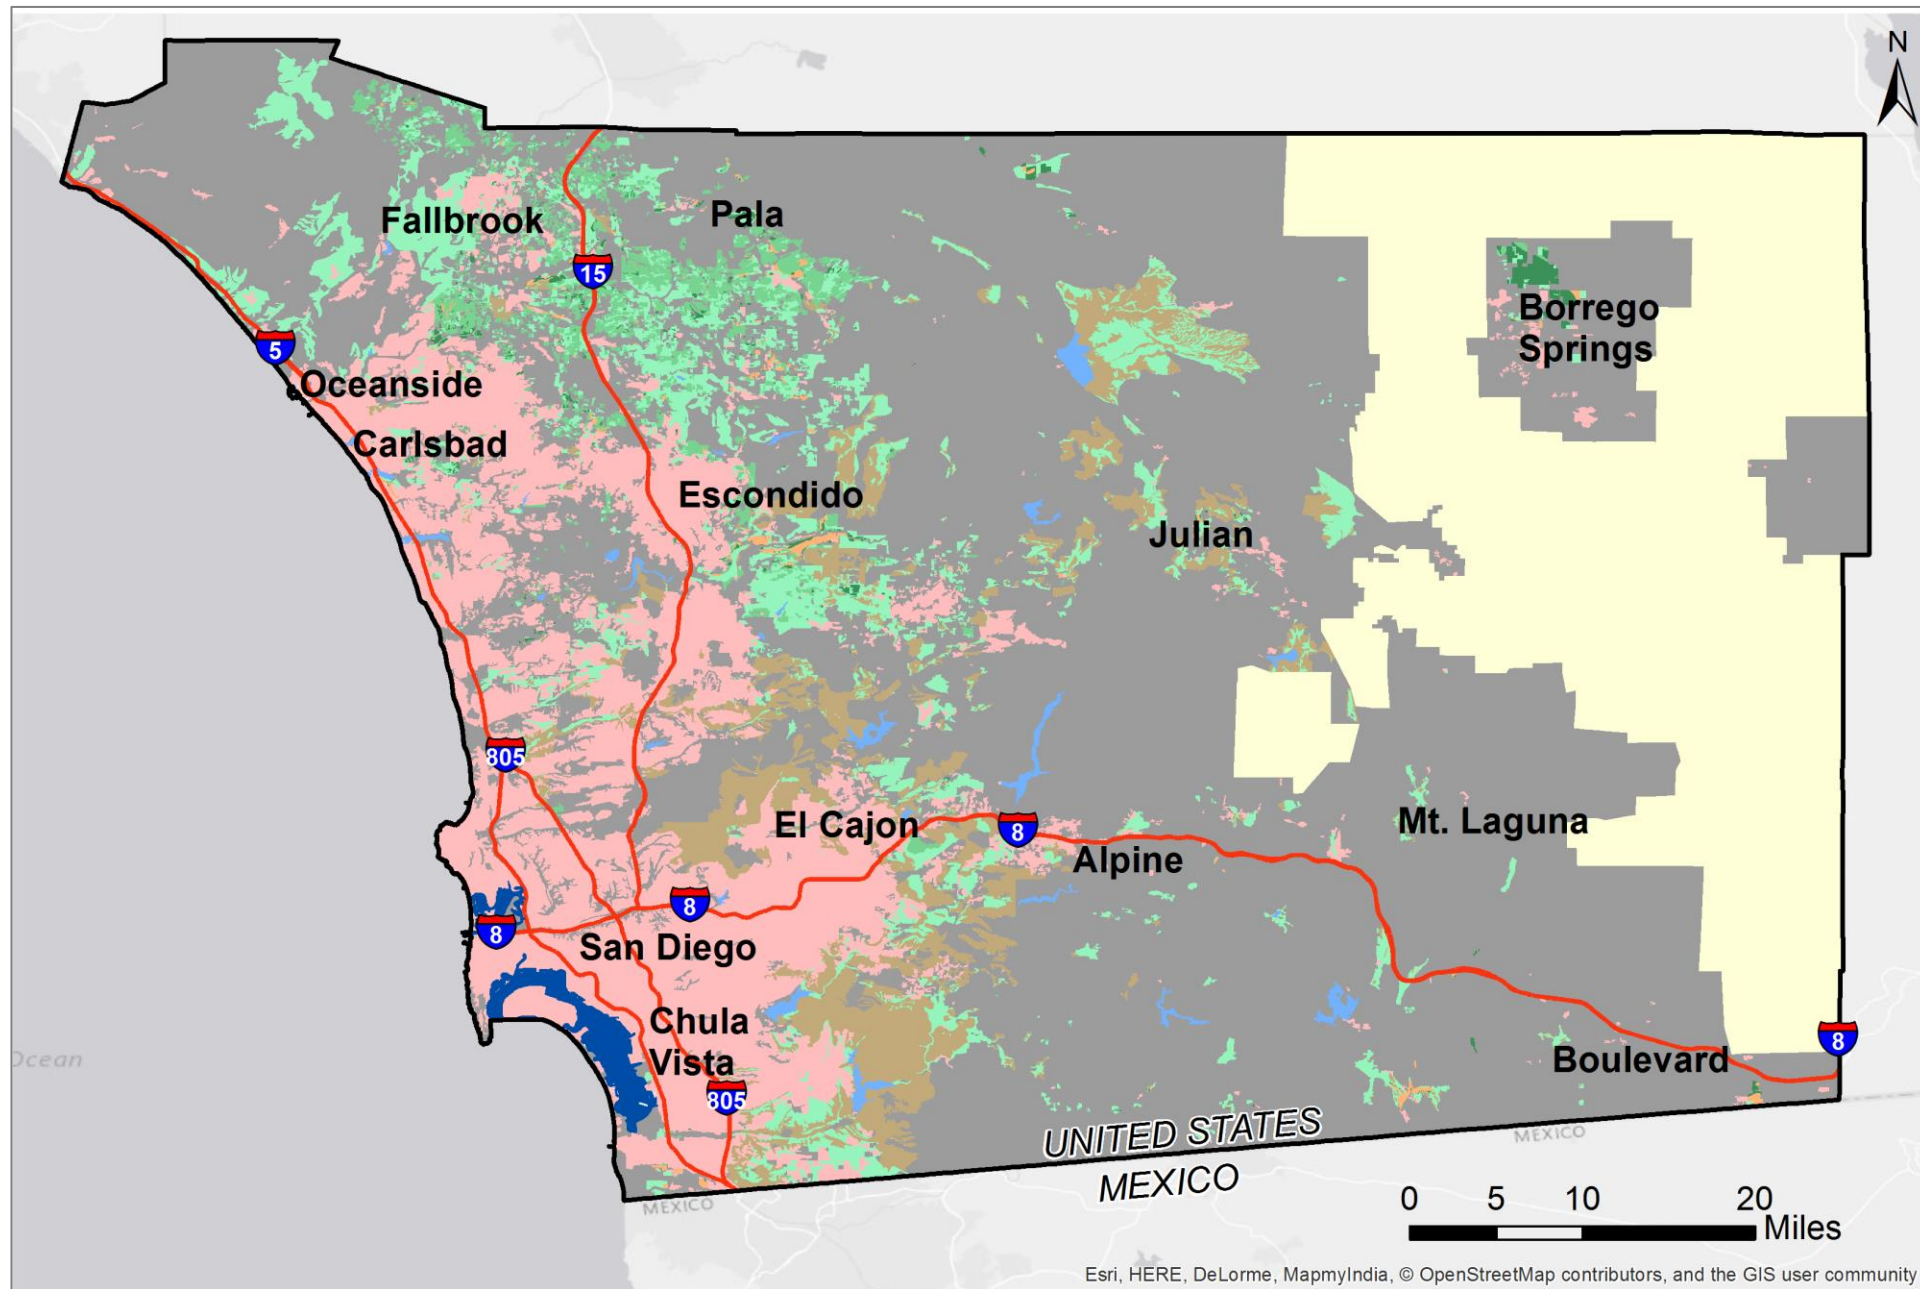 N
Fallbrook
Pala
15
Borrego
Springs
5
Oceanside
Carlsbad
Escondido
Julian
805
El Cajon
8
Mt. Laguna
Alpine
8
8
San Diego
Chula
Vista
8
Boulevard
805
Ocean
UNITED STATES
MEXICO
MEXICO
MEXICO
0 5 10 20
Miles
Esri, HERE, DeLorme, MapmyIndia, © OpenStreetMap contributors, and the GIS user community